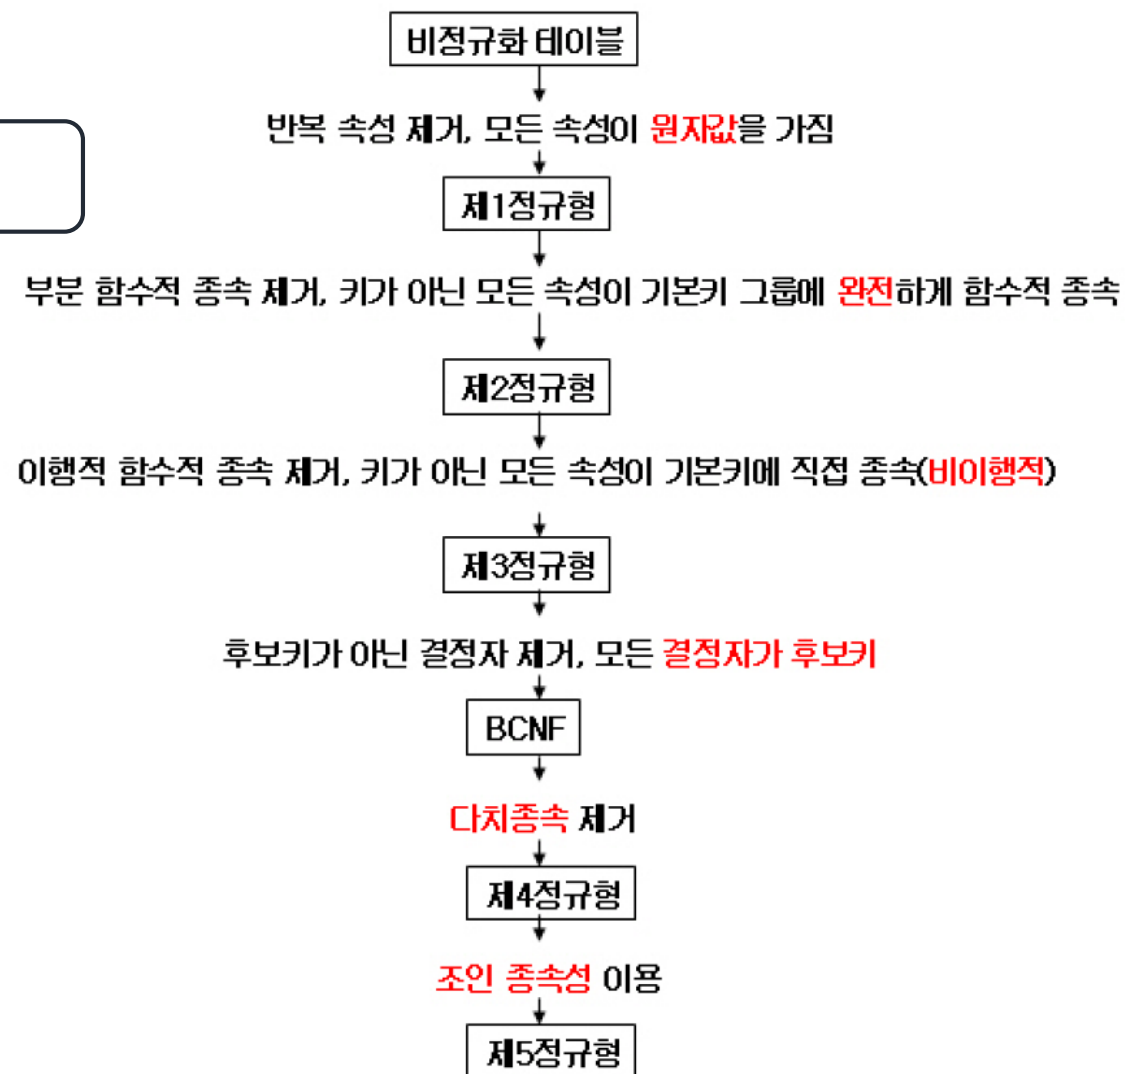 비정규화 테이블
반복 속성 제거, 모든 속성이 원자값을 가짐
제1정규형
부분 함수적 종속 제거, 키가 아닌 모든 속성이 기본키 그룹에 완전하게 함수적 종속
제2정규형
이행적 함수적 종속 제거, 키가 아닌 모든 속성이 기본키에 직접 종속(비이행적)
제3정규형
후보키가 아닌 결정자 제거, 모든 결정자가 후보키
BCNF
다치종속 제거
제4정규형
조인 종속성 이용
제5정규형